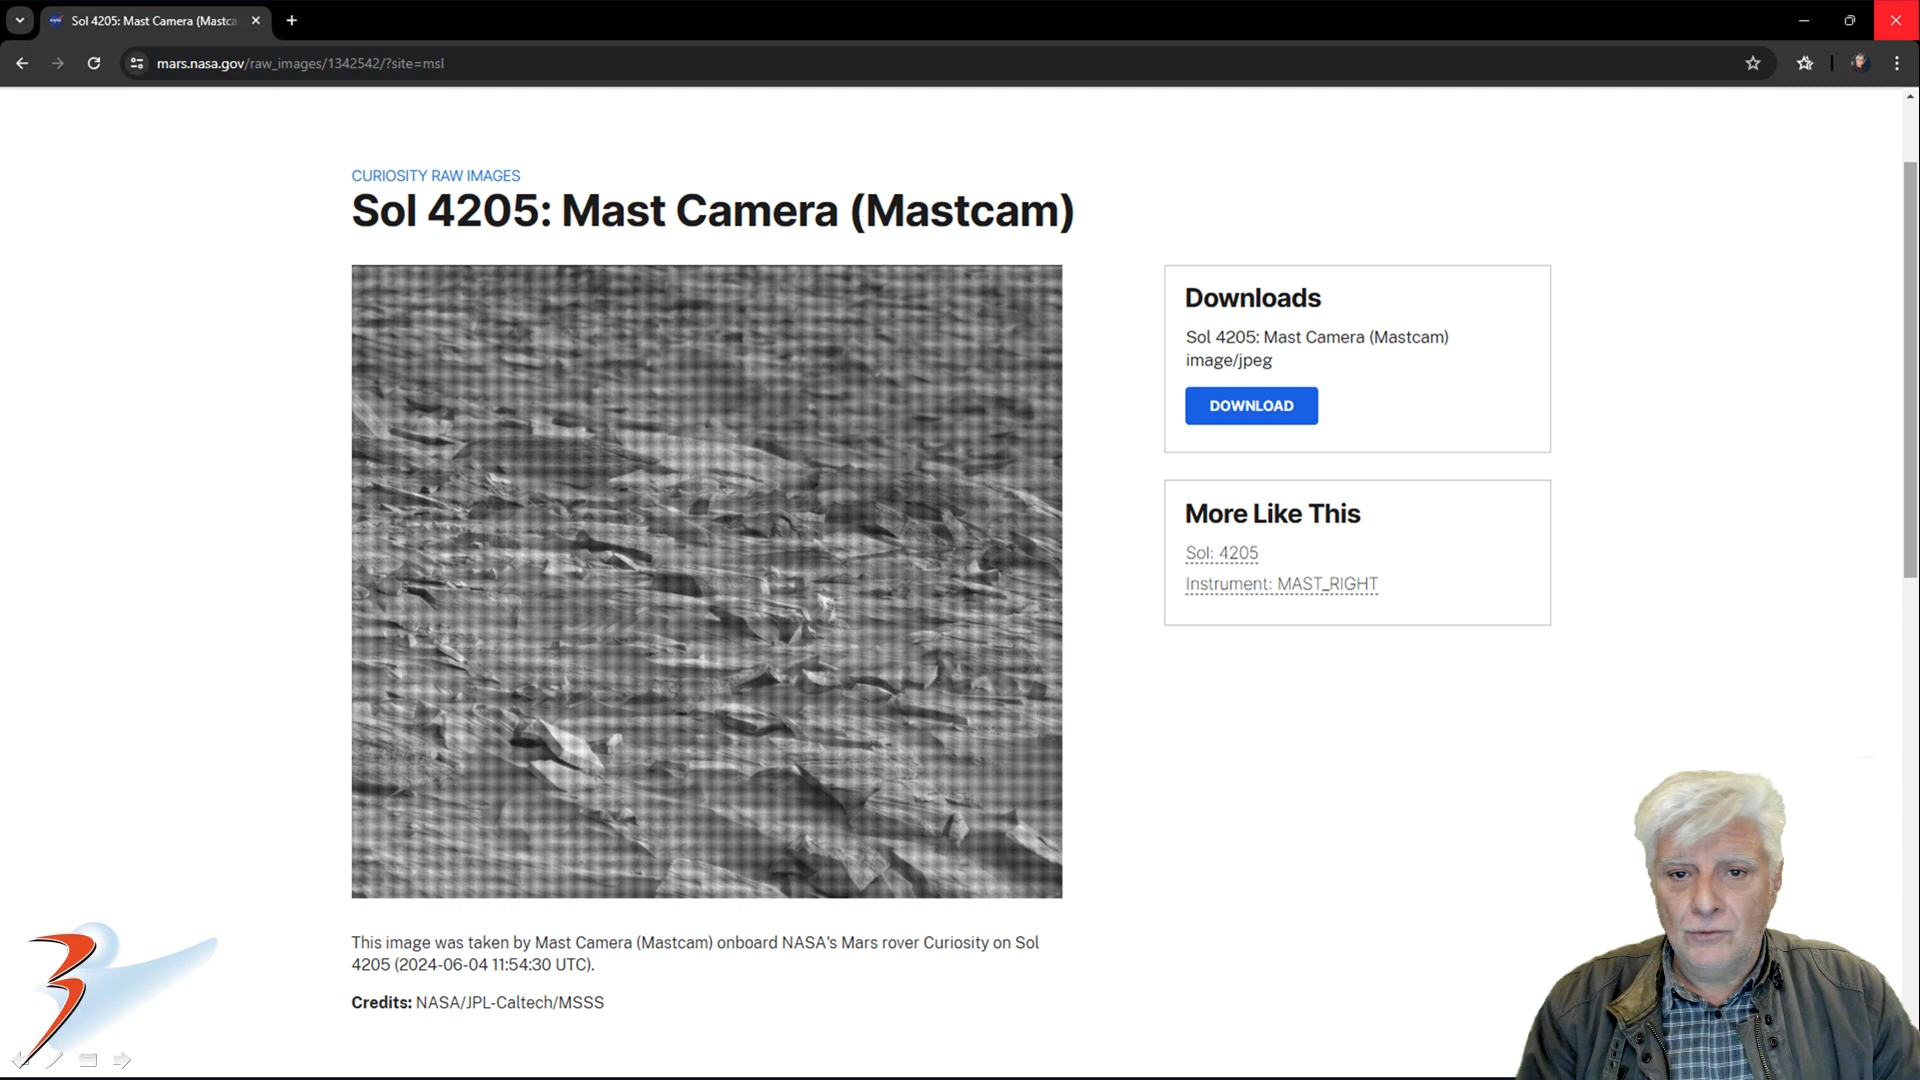 Sol 4205: Mast Camera (Mastca
mars.nasa.gov/raw_images/1342542/?site=msl
CURIOSITY RAW IMAGES
Sol 4205: Mast Camera (Mastcam)
Downloads
Sol 4205: Mast Camera (Mastcam)
image/jpeg
DOWNLOAD
More Like This
Sol: 4205
Instrument: MAST_RIGHT
This image was taken by Mast Camera (Mastcam) onboard NASA's Mars rover Curiosity on Sol
4205 (2024-06-04 11:54:30 UTC).
Credits: NASA/JPL-Caltech/MSSS